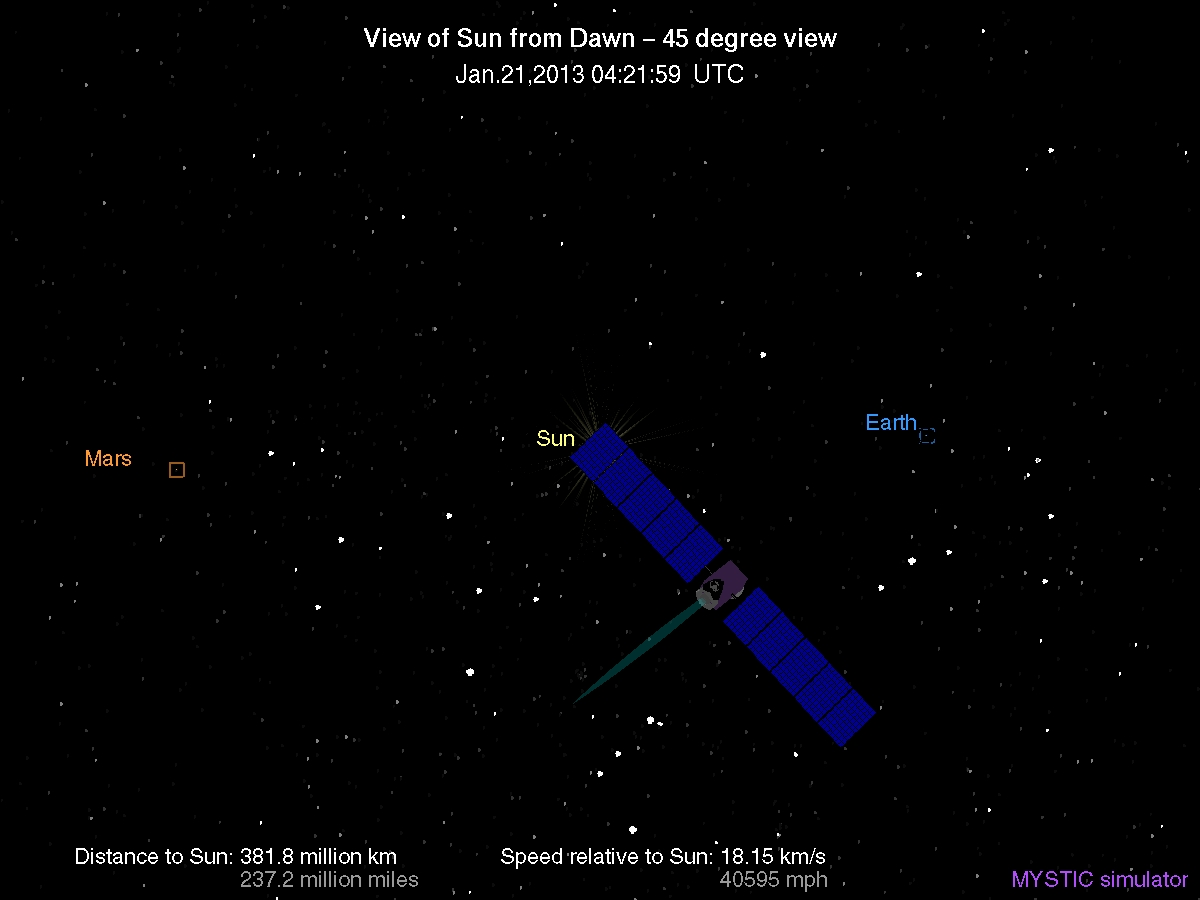 View of Sun from Dawn – 45 degree view
Jan.21,2013 04:21:59 UTC
Earth
Sun
Mars
Distance to Sun: 381.8 million km
237.2 million miles
Speed relative to Sun: 18.15 km/s
40595 mph
MYSTIC simulator